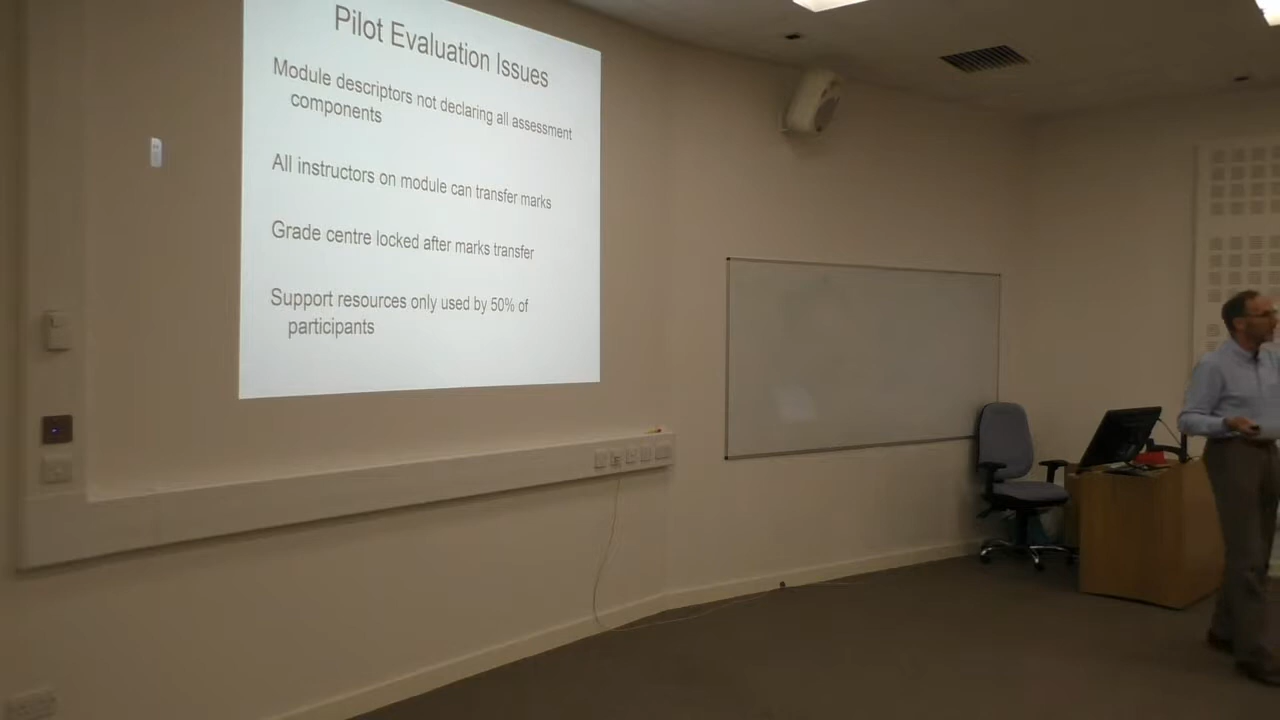 Pilot Evaluation Issues
Module descriptors not declaring all assessment
components
All instructors on module can transfer marks
Grade centre locked after marks transfer
Support resources only used by 50% of
participants